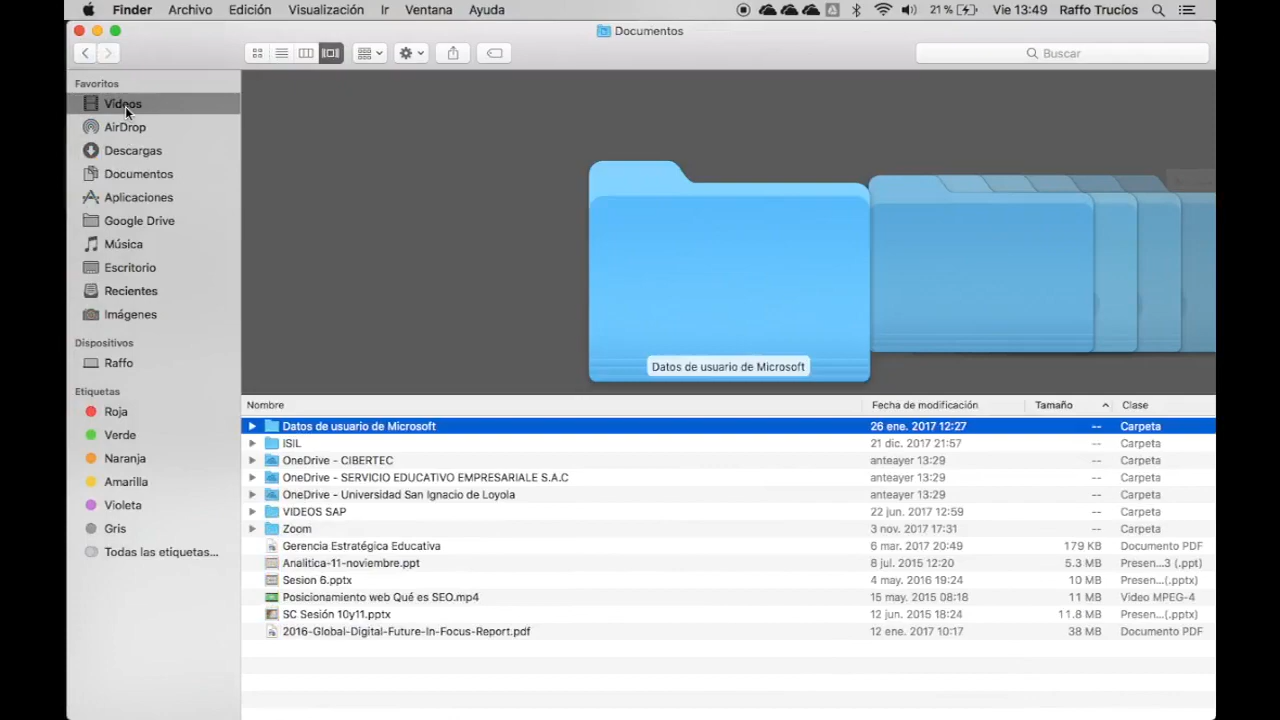 Finder Archivo Edición Visualización Ir Ventana Ayuda 21 % Vie 13:49 Raffo Trucíos
Documentos
Buscar
Favoritos
Vídeos
AirDrop
Descargas
Documentos
Aplicaciones
Google Drive
Música
Escritorio
Recientes
Imágenes
Dispositivos
Raffo
Etiquetas
Roja
Verde
Naranja
Amarilla
Violeta
Gris
Todas las etiquetas...
Datos de usuario de Microsoft
Nombre Fecha de modificación Tamaño Clase
Datos de usuario de Microsoft 26 ene. 2017 12:27 -- Carpeta
ISIL 21 dic. 2017 21:57 -- Carpeta
OneDrive - CIBERTEC anteayer 13:29 -- Carpeta
OneDrive - SERVICIO EDUCATIVO EMPRESARIALE S.A.C anteayer 13:29 -- Carpeta
OneDrive - Universidad San Ignacio de Loyola anteayer 13:29 -- Carpeta
VIDEOS SAP 22 jun. 2017 12:59 -- Carpeta
Zoom 3 nov. 2017 17:31 -- Carpeta
Gerencia Estratégica Educativa 6 mar. 2017 20:49 179 KB Documento PDF
Analitica-11-noviembre.ppt 8 jul. 2015 12:20 5.3 MB Presen...3 (.ppt)
Sesion 6.pptx 4 may. 2016 19:24 10 MB Presen...(.pptx)
Posicionamiento web Qué es SEO.mp4 15 may. 2015 08:18 11 MB Video MPEG-4
SC Sesión 10y11.pptx 12 jun. 2015 18:24 11.8 MB Presen...(.pptx)
2016-Global-Digital-Future-In-Focus-Report.pdf 12 ene. 2017 10:17 38 MB Documento PDF